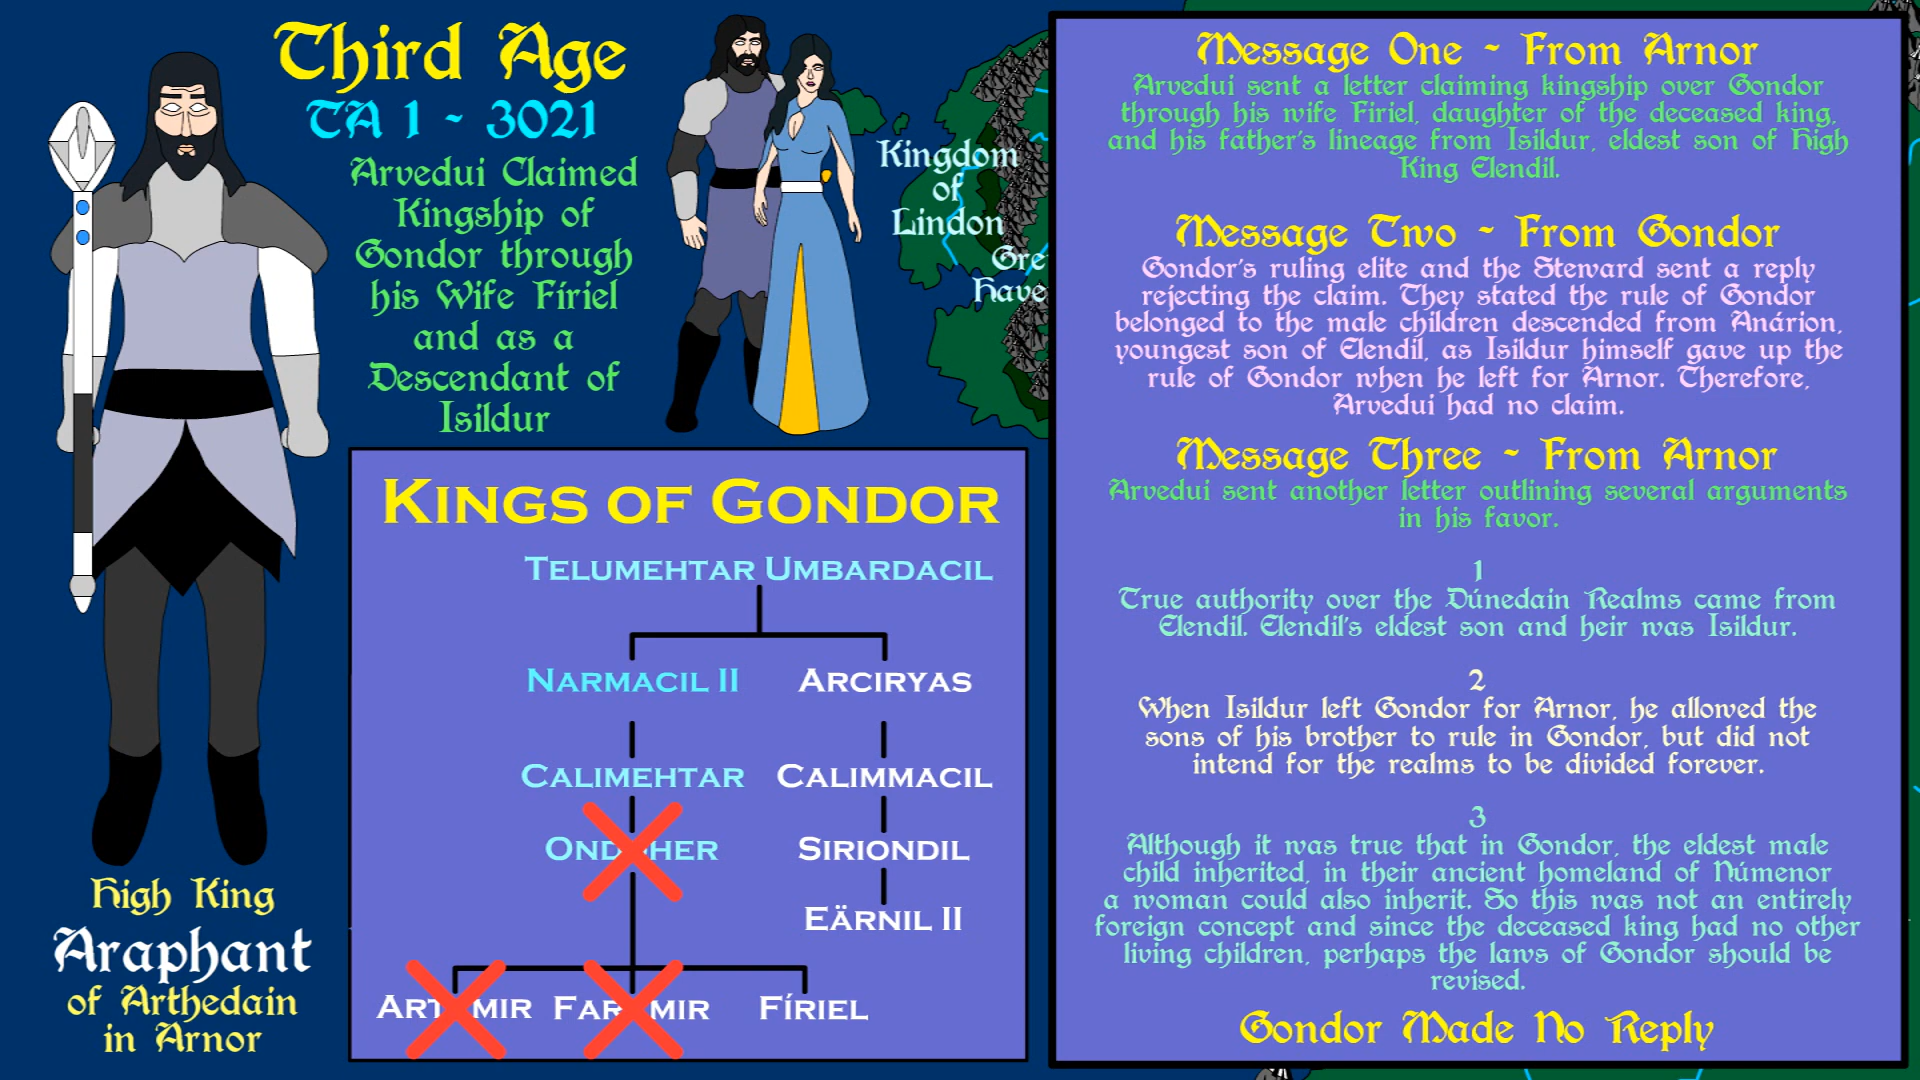 Third Age
TA 1 - 3021
Arvedui Claimed
Kingship of
Gondor through
his Wife Fíriel
and as a
Descendant of
Isildur
High King
Araphant
of Arthedain
in Arnor
Kingdom
of
Lindon
Gre
Have
Kings of Gondor
Telumehtar Umbardacil
Narmacil II Arciryas
Calimehtar Calimmacil
Siriondil
Eärnil II
Fíriel
Message One - From Arnor
Arvedui sent a letter claiming kingship over Gondor
through his wife Fíriel, daughter of the deceased king,
and his father's lineage from Isildur, eldest son of High
King Elendil.
Message Two - From Gondor
Gondor's ruling elite and the Steward sent a reply
rejecting the claim. They stated the rule of Gondor
belonged to the male children descended from Anárion,
youngest son of Elendil, as Isildur himself gave up the
rule of Gondor when he left for Arnor. Therefore,
Arvedui had no claim.
Message Three - From Arnor
Arvedui sent another letter outlining several arguments
in his favor.
1
True authority over the Dúnedain Realms came from
Elendil. Elendil's eldest son and heir was Isildur.
2
When Isildur left Gondor for Arnor, he allowed the
sons of his brother to rule in Gondor, but did not
intend for the realms to be divided forever.
3
Although it was true that in Gondor, the eldest male
child inherited, in their ancient homeland of Númenor
a woman could also inherit. So this was not an entirely
foreign concept and since the deceased king had no other
living children, perhaps the laws of Gondor should be
revised.
Gondor Made No Reply